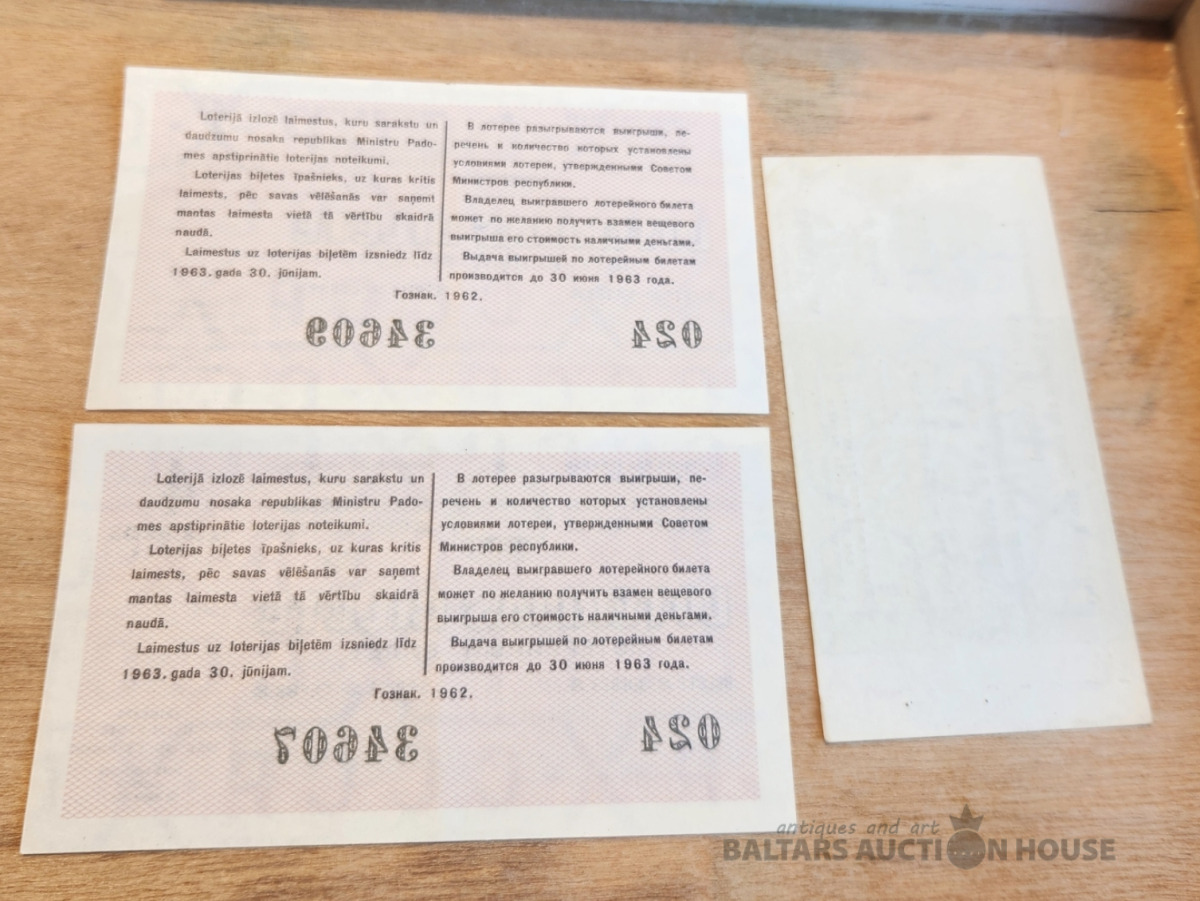 Loterijā izlozē laimestus, kuru sarakstu un
daudzumu nosaka republikas Ministru Pado-
mes apstiprinātie loterijas noteikumi.
Loterijas biļetes īpašnieks, uz kuras kritis
laimests, pēc savas vēlēšanās var saņemt
mantas laimesta vietā tā vērtību skaidrā
naudā.
Laimestus uz loterijas biļetēm izsniedz līdz
1963. gada 30. jūnijam.
В лотерее разыгрываются выигрыши, пе-
речень и количество которых установлены
условиями лотереи, утвержденными Советом
Министров республики.
Владелец выигравшего лотерейного билета
может по желанию получить взамен вещевого
выигрыша его стоимость наличными деньгами.
Выдача выигрышей по лотерейным билетам
производится до 30 июня 1963 года.
Гознак. 1962.
34609 024
Loterijā izlozē laimestus, kuru sarakstu un
daudzumu nosaka republikas Ministru Pado-
mes apstiprinātie loterijas noteikumi.
Loterijas biļetes īpašnieks, uz kuras kritis
laimests, pēc savas vēlēšanās var saņemt
mantas laimesta vietā tā vērtību skaidrā
naudā.
Laimestus uz loterijas biļetēm izsniedz līdz
1963. gada 30. jūnijam.
В лотерее разыгрываются выигрыши, пе-
речень и количество которых установлены
условиями лотереи, утвержденными Советом
Министров республики.
Владелец выигравшего лотерейного билета
может по желанию получить взамен вещевого
выигрыша его стоимость наличными деньгами.
Выдача выигрышей по лотерейным билетам
производится до 30 июня 1963 года.
Гознак. 1962.
34607 024
antiques and art
BALTARS AUCTION HOUSE